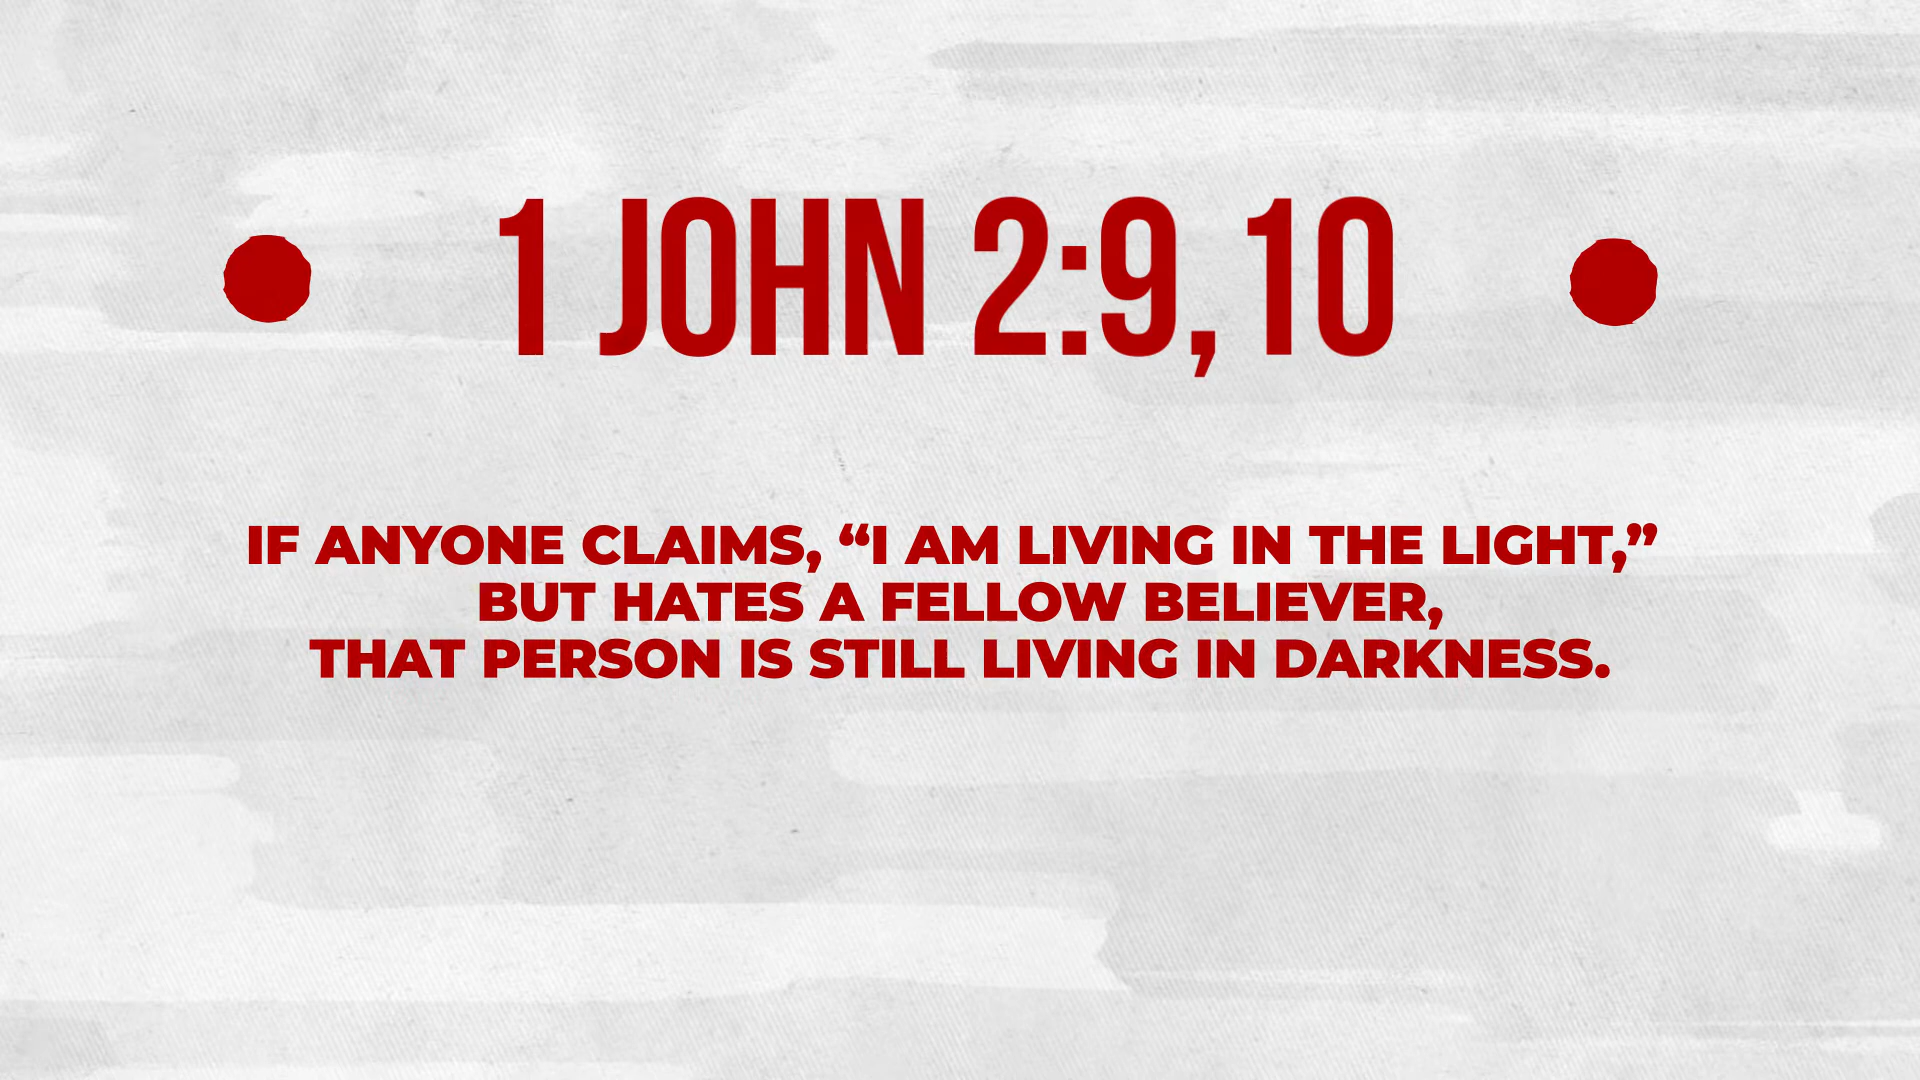 1 JOHN 2:9, 10
IF ANYONE CLAIMS, “I AM LIVING IN THE LIGHT,”
BUT HATES A FELLOW BELIEVER,
THAT PERSON IS STILL LIVING IN DARKNESS.